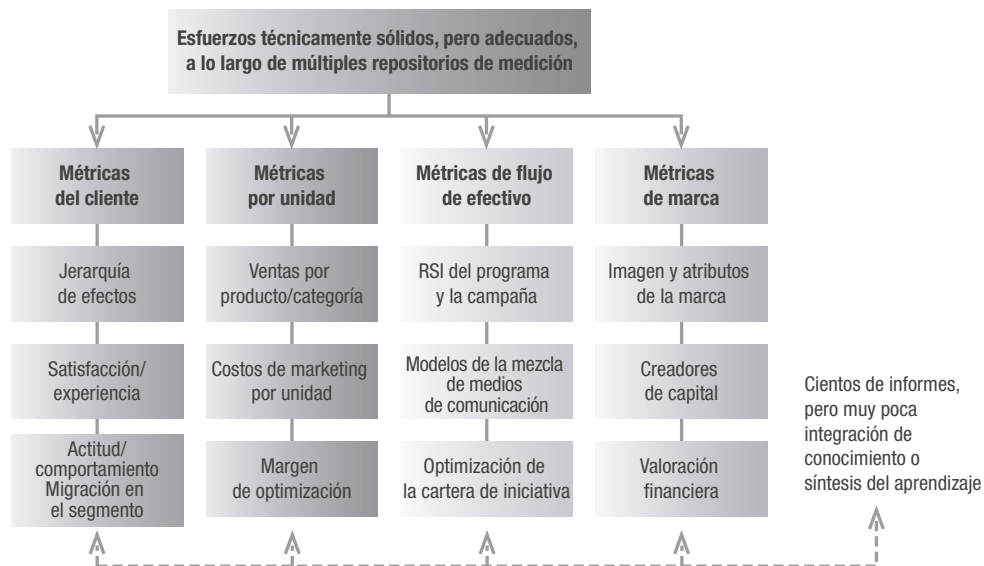 Esfuerzos técnicamente sólidos, pero adecuados,
a lo largo de múltiples repositorios de medición
Métricas
del cliente
Jerarquía
de efectos
Satisfacción/
experiencia
Actitud/
comportamiento
Migración en
el segmento
Métricas
por unidad
Ventas por
producto/categoría
Costos de marketing
por unidad
Margen
de optimización
Métricas de flujo
de efectivo
RSI del programa
y la campaña
Modelos de la mezcla
de medios
de comunicación
Optimización de
la cartera de iniciativa
Métricas
de marca
Imagen y atributos
de la marca
Creadores
de capital
Valoración
financiera
Cientos de informes,
pero muy poca
integración de
conocimiento o
síntesis del aprendizaje